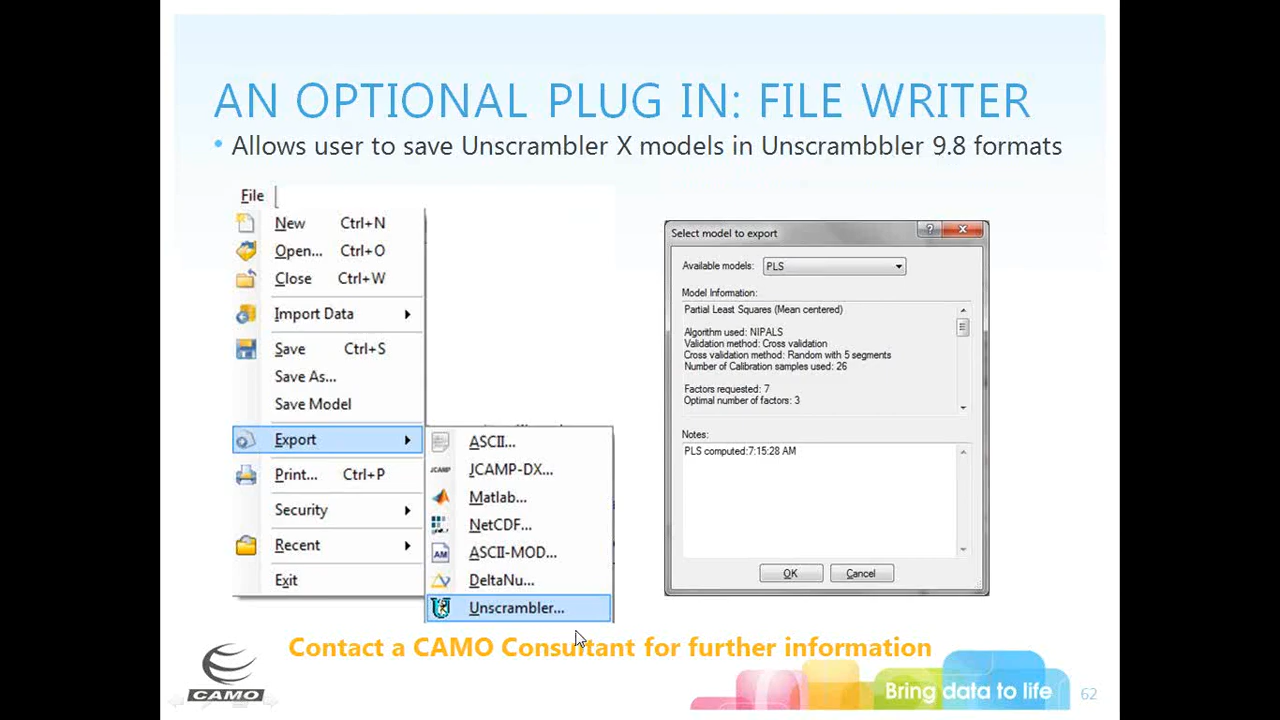 AN OPTIONAL PLUG IN: FILE WRITER
• Allows user to save Unscrambler X models in Unscrambbler 9.8 formats
File
New Ctrl+N
Open... Ctrl+O
Close Ctrl+W
Import Data
Save Ctrl+S
Save As...
Save Model
Export
Print... Ctrl+P
Security
Recent
Exit
ASCII...
JCAMP JCAMP-DX...
Matlab...
NetCDF...
AM ASCII-MOD...
DeltaNu...
Unscrambler...
Select model to export
Available models: PLS
Model Information:
Partial Least Squares (Mean centered)
Algorithm used: NIPALS
Validation method: Cross validation
Cross validation method: Random with 5 segments
Number of Calibration samples used: 26
Factors requested: 7
Optimal number of factors: 3
Notes:
PLS computed:7:15:28 AM
OK Cancel
Contact a CAMO Consultant for further information
CAMO
Bring data to life
62